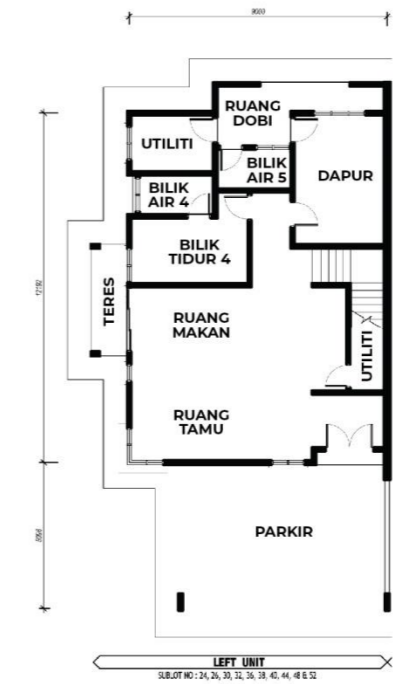 9000
RUANG
DOBI
UTILITI
BILIK
AIR 5
DAPUR
BILIK
AIR 4
BILIK
TIDUR 4
12192
TERES
RUANG
MAKAN
UTILITI
RUANG
TAMU
PARKIR
LEFT UNIT
SUBLOT NO : 24, 26, 30, 32, 36, 38, 40, 44, 48 & 52